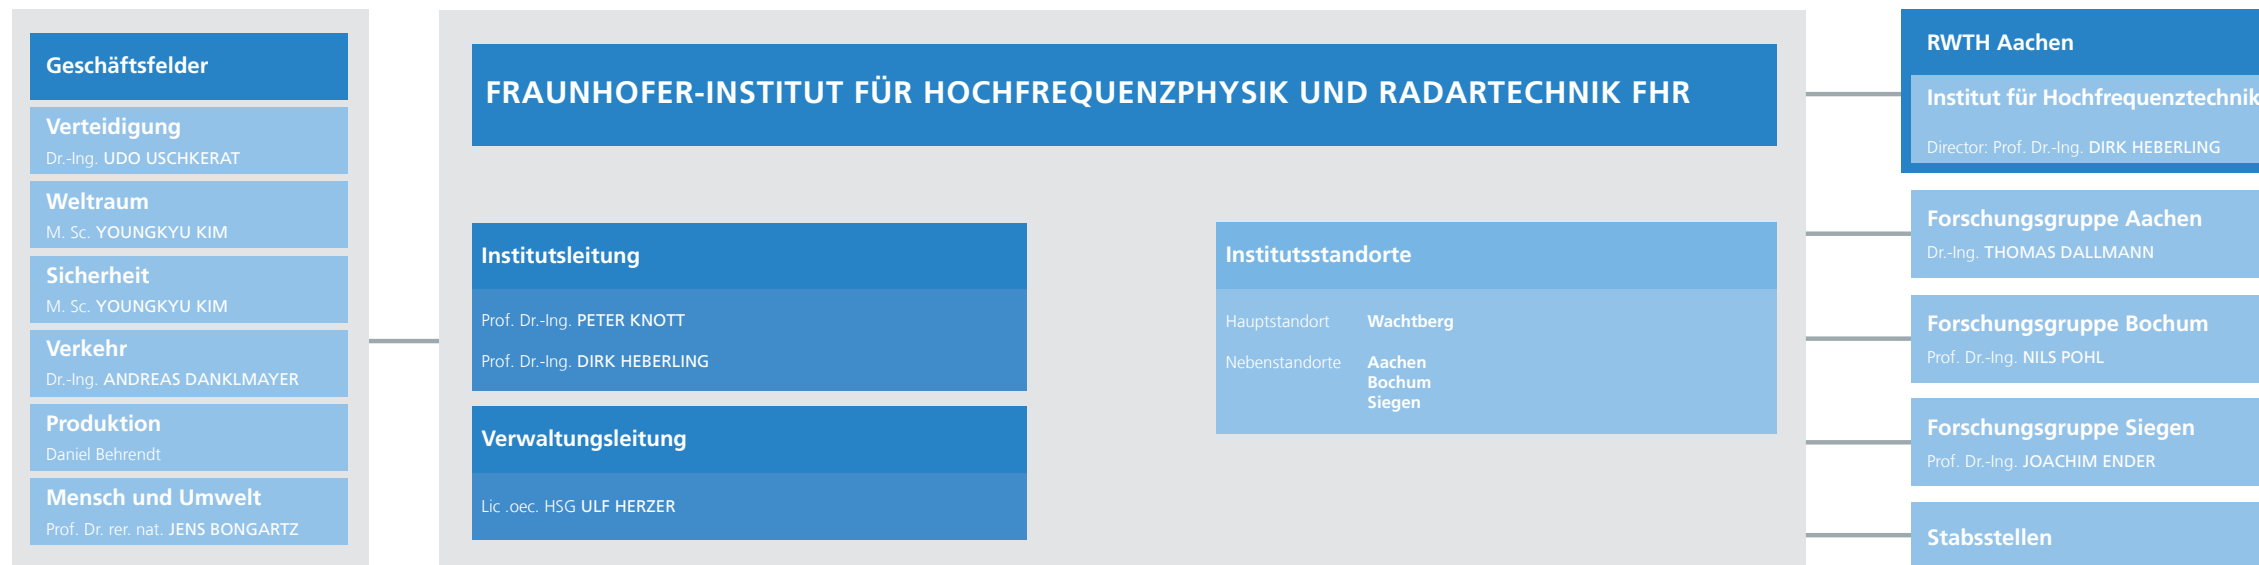 Geschäftsfelder
Verteidigung
Dr.-Ing. UDO USCHKERAT
Weltraum
M. Sc. YOUNGKYU KIM
Sicherheit
M. Sc. YOUNGKYU KIM
Verkehr
Dr.-Ing. ANDREAS DANKLMAYER
Produktion
Daniel Behrendt
Mensch und Umwelt
Prof. Dr. rer. nat. JENS BONGARTZ
FRAUNHOFER-INSTITUT FÜR HOCHFREQUENZPHYSIK UND RADARTECHNIK FHR
Institutsleitung
Prof. Dr.-Ing. PETER KNOTT
Prof. Dr.-Ing. DIRK HEBERLING
Verwaltungsleitung
Lic .oec. HSG ULF HERZER
Institutsstandorte
Hauptstandort Wachtberg
Nebenstandorte Aachen
Bochum
Siegen
RWTH Aachen
Institut für Hochfrequenztechnik
Director: Prof. Dr.-Ing. DIRK HEBERLING
Forschungsgruppe Aachen
Dr.-Ing. THOMAS DALLMANN
Forschungsgruppe Bochum
Prof. Dr.-Ing. NILS POHL
Forschungsgruppe Siegen
Prof. Dr.-Ing. JOACHIM ENDER
Stabsstellen